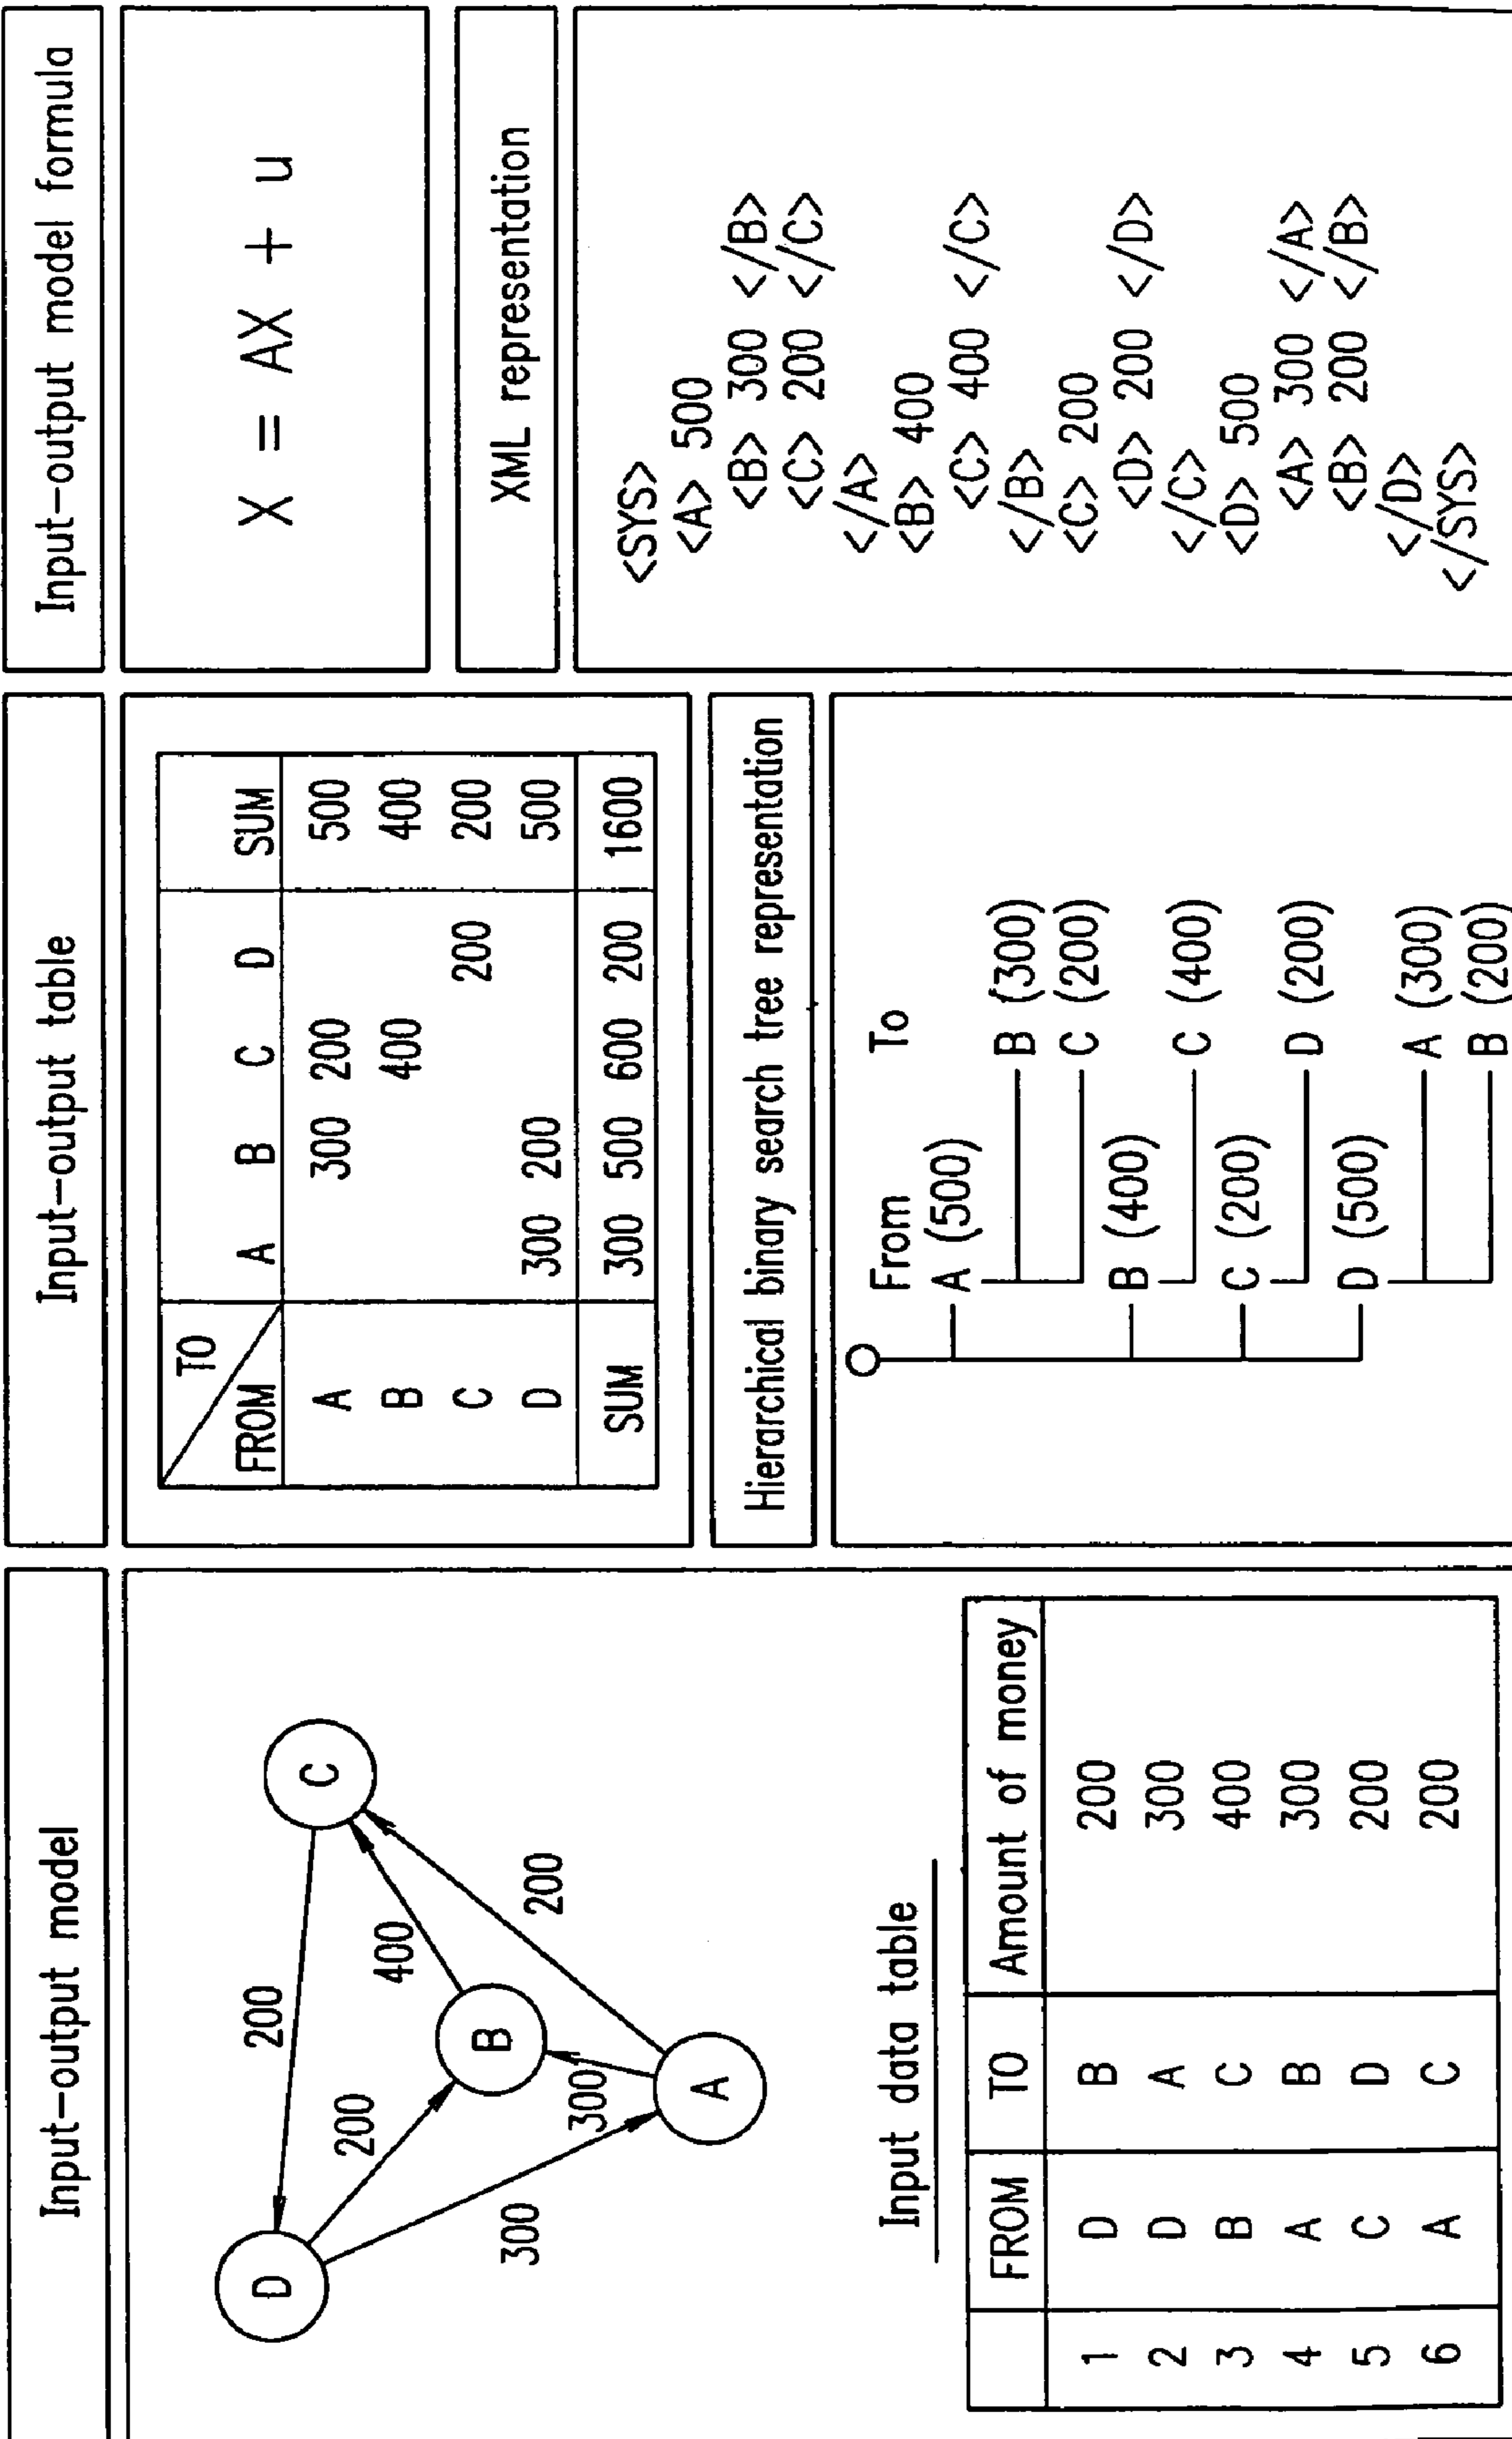 Input-output model
D
200
C
200
400
B
300
300
200
A
Input data table
FROM TO Amount of money
1 D B 200
2 D A 300
3 B C 400
4 A B 300
5 C D 200
6 A C 200
Input-output table
TO
FROM A B C D SUM
A 300 200 500
B 400 400
C 200 200
D 300 200 500
SUM 300 500 600 200 1600
Hierarchical binary search tree representation
From To
A (500)
B (300)
C (200)
B (400)
C (400)
C (200)
D (200)
D (500)
A (300)
B (200)
Input-output model formula
X = AX + u
XML representation
<SYS>
<A> 500
<B> 300 </B>
<C> 200 </C>
</A>
<B> 400
<C> 400 </C>
</B>
<C> 200
<D> 200 </D>
</C>
<D> 500
<A> 300 </A>
<B> 200 </B>
</D>
</SYS>